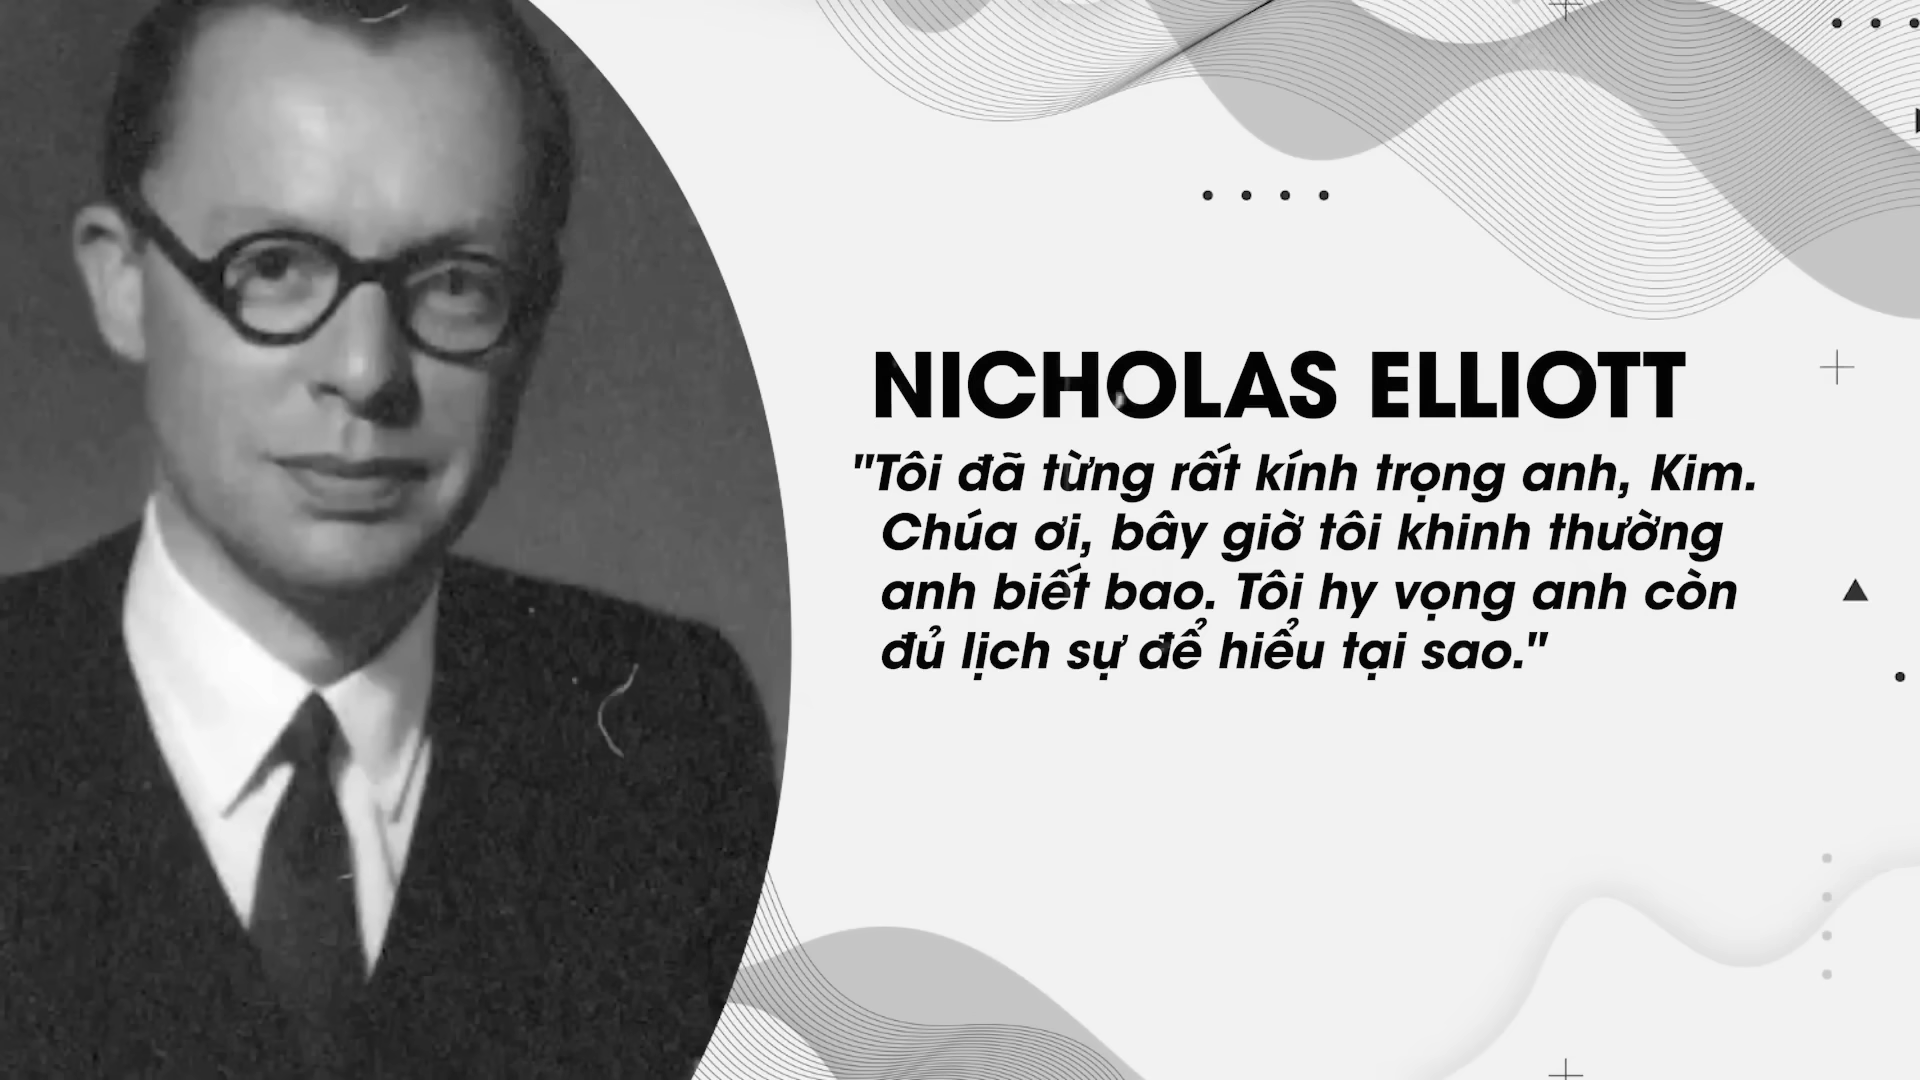 NICHOLAS ELLIOTT
"Tôi đã từng rất kính trọng anh, Kim.
Chúa ơi, bây giờ tôi khinh thường
anh biết bao. Tôi hy vọng anh còn
đủ lịch sự để hiểu tại sao."